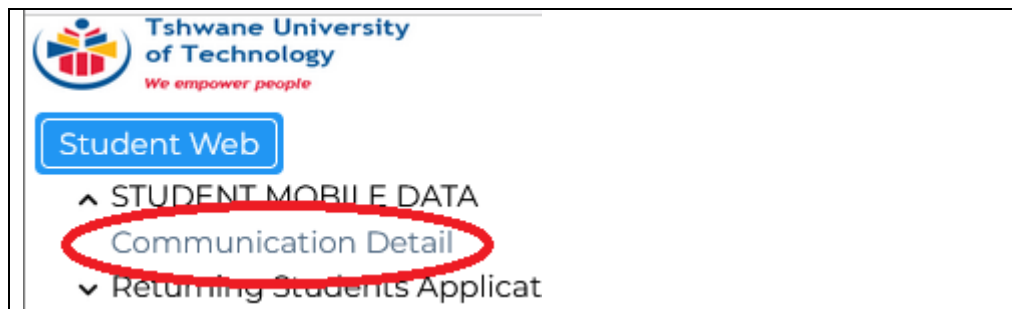 Tshwane University
of Technology
We empower people
Student Web
STUDENT MOBILE DATA
Communication Detail
Returning Students Applicat